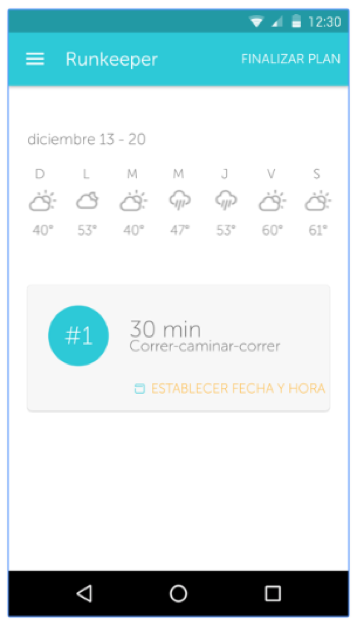 12:30
Runkeeper FINALIZAR PLAN
diciembre 13 - 20
D L M M J V S
40° 53° 40° 47° 53° 60° 61°
#1
30 min
Correr-caminar-correr
ESTABLECER FECHA Y HORA